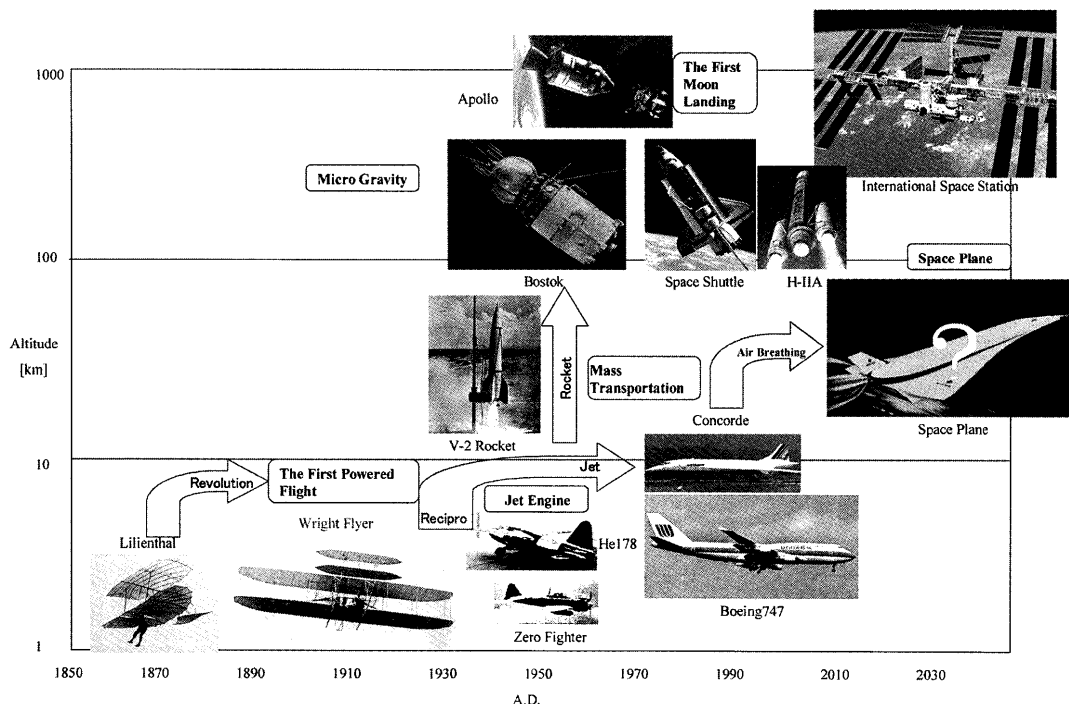 1000
Apollo
The First
Moon
Landing
Micro Gravity
International Space Station
100
Space Plane
Bostok
Space Shuttle
H-IIA
Altitude
[km]
Rocket
Mass
Transportation
Air Breathing
?
V-2 Rocket
Concorde
Space Plane
10
Revolution
The First Powered
Flight
Jet
Recipro
Jet Engine
Lilienthal
Wright Flyer
He178
Boeing747
Zero Fighter
1
1850
1870
1890
1910
1930
1950
1970
1990
2010
2030
A.D.